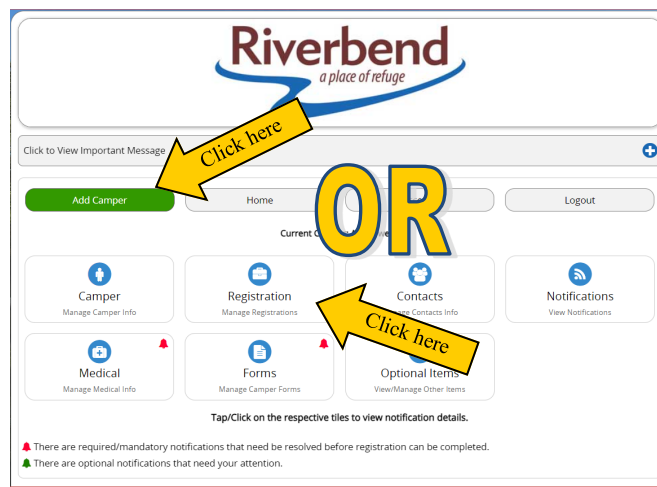 Riverbend
a place of refuge
Click to View Important Message
Click here
Add Camper
Home
Logout
OR
Current
Camper
Manage Camper Info
Registration
Manage Registrations
Contacts
Contacts Info
Notifications
View Notifications
Click here
Medical
Manage Medical Info
Forms
Manage Camper Forms
Optional Items
View/Manage Other Items
Tap/Click on the respective tiles to view notification details.
There are required/mandatory notifications that need be resolved before registration can be completed.
There are optional notifications that need your attention.